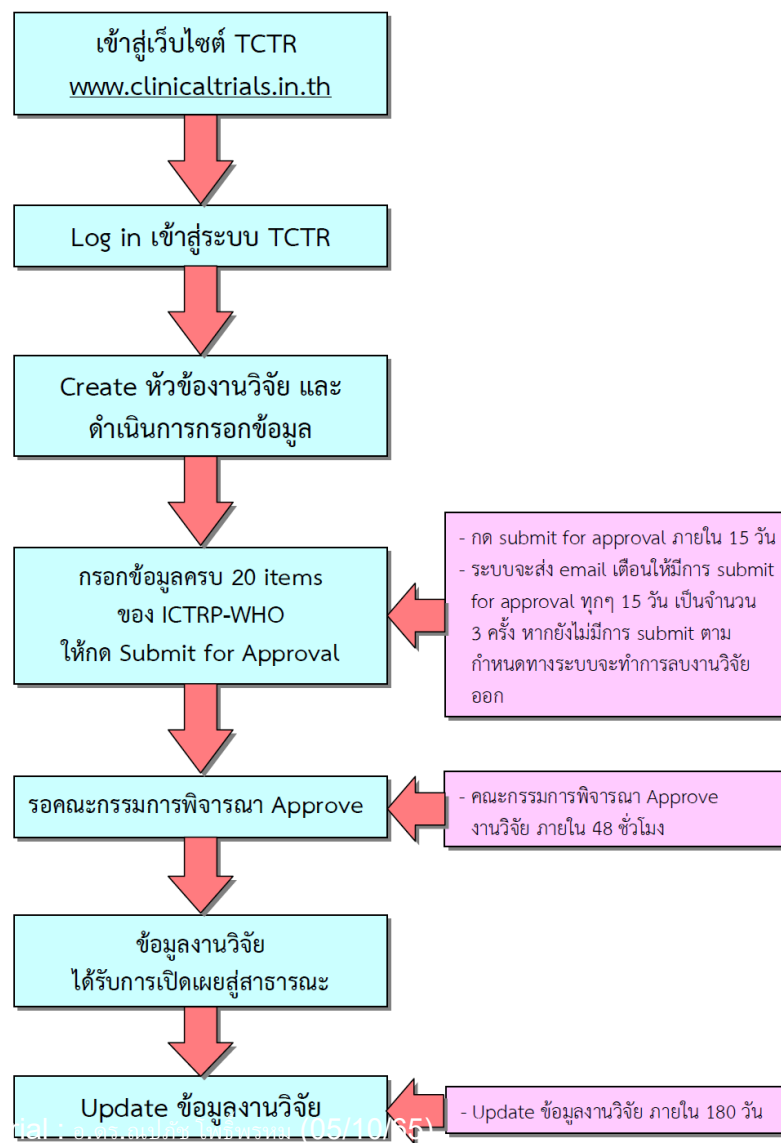 เข้าสู่เว็บไซต์ TCTR
www.clinicaltrials.in.th
Log in เข้าสู่ระบบ TCTR
Create หัวข้องานวิจัย และ
ดำเนินการกรอกข้อมูล
กรอกข้อมูลครบ 20 items
ของ ICTRP-WHO
ให้กด Submit for Approval
- กด submit for approval ภายใน 15 วัน
- ระบบจะส่ง email เตือนให้มีการ submit
for approval ทุกๆ 15 วัน เป็นจำนวน
3 ครั้ง หากยังไม่มีการ submit ตาม
กำหนดทางระบบจะทำการลบงานวิจัย
ออก
รอคณะกรรมการพิจารณา Approve
- คณะกรรมการพิจารณา Approve
งานวิจัย ภายใน 48 ชั่วโมง
ข้อมูลงานวิจัย
ได้รับการเปิดเผยสู่สาธารณะ
Update ข้อมูลงานวิจัย
- Update ข้อมูลงานวิจัย ภายใน 180 วัน
rial : อ.ดร. (05/10/65)